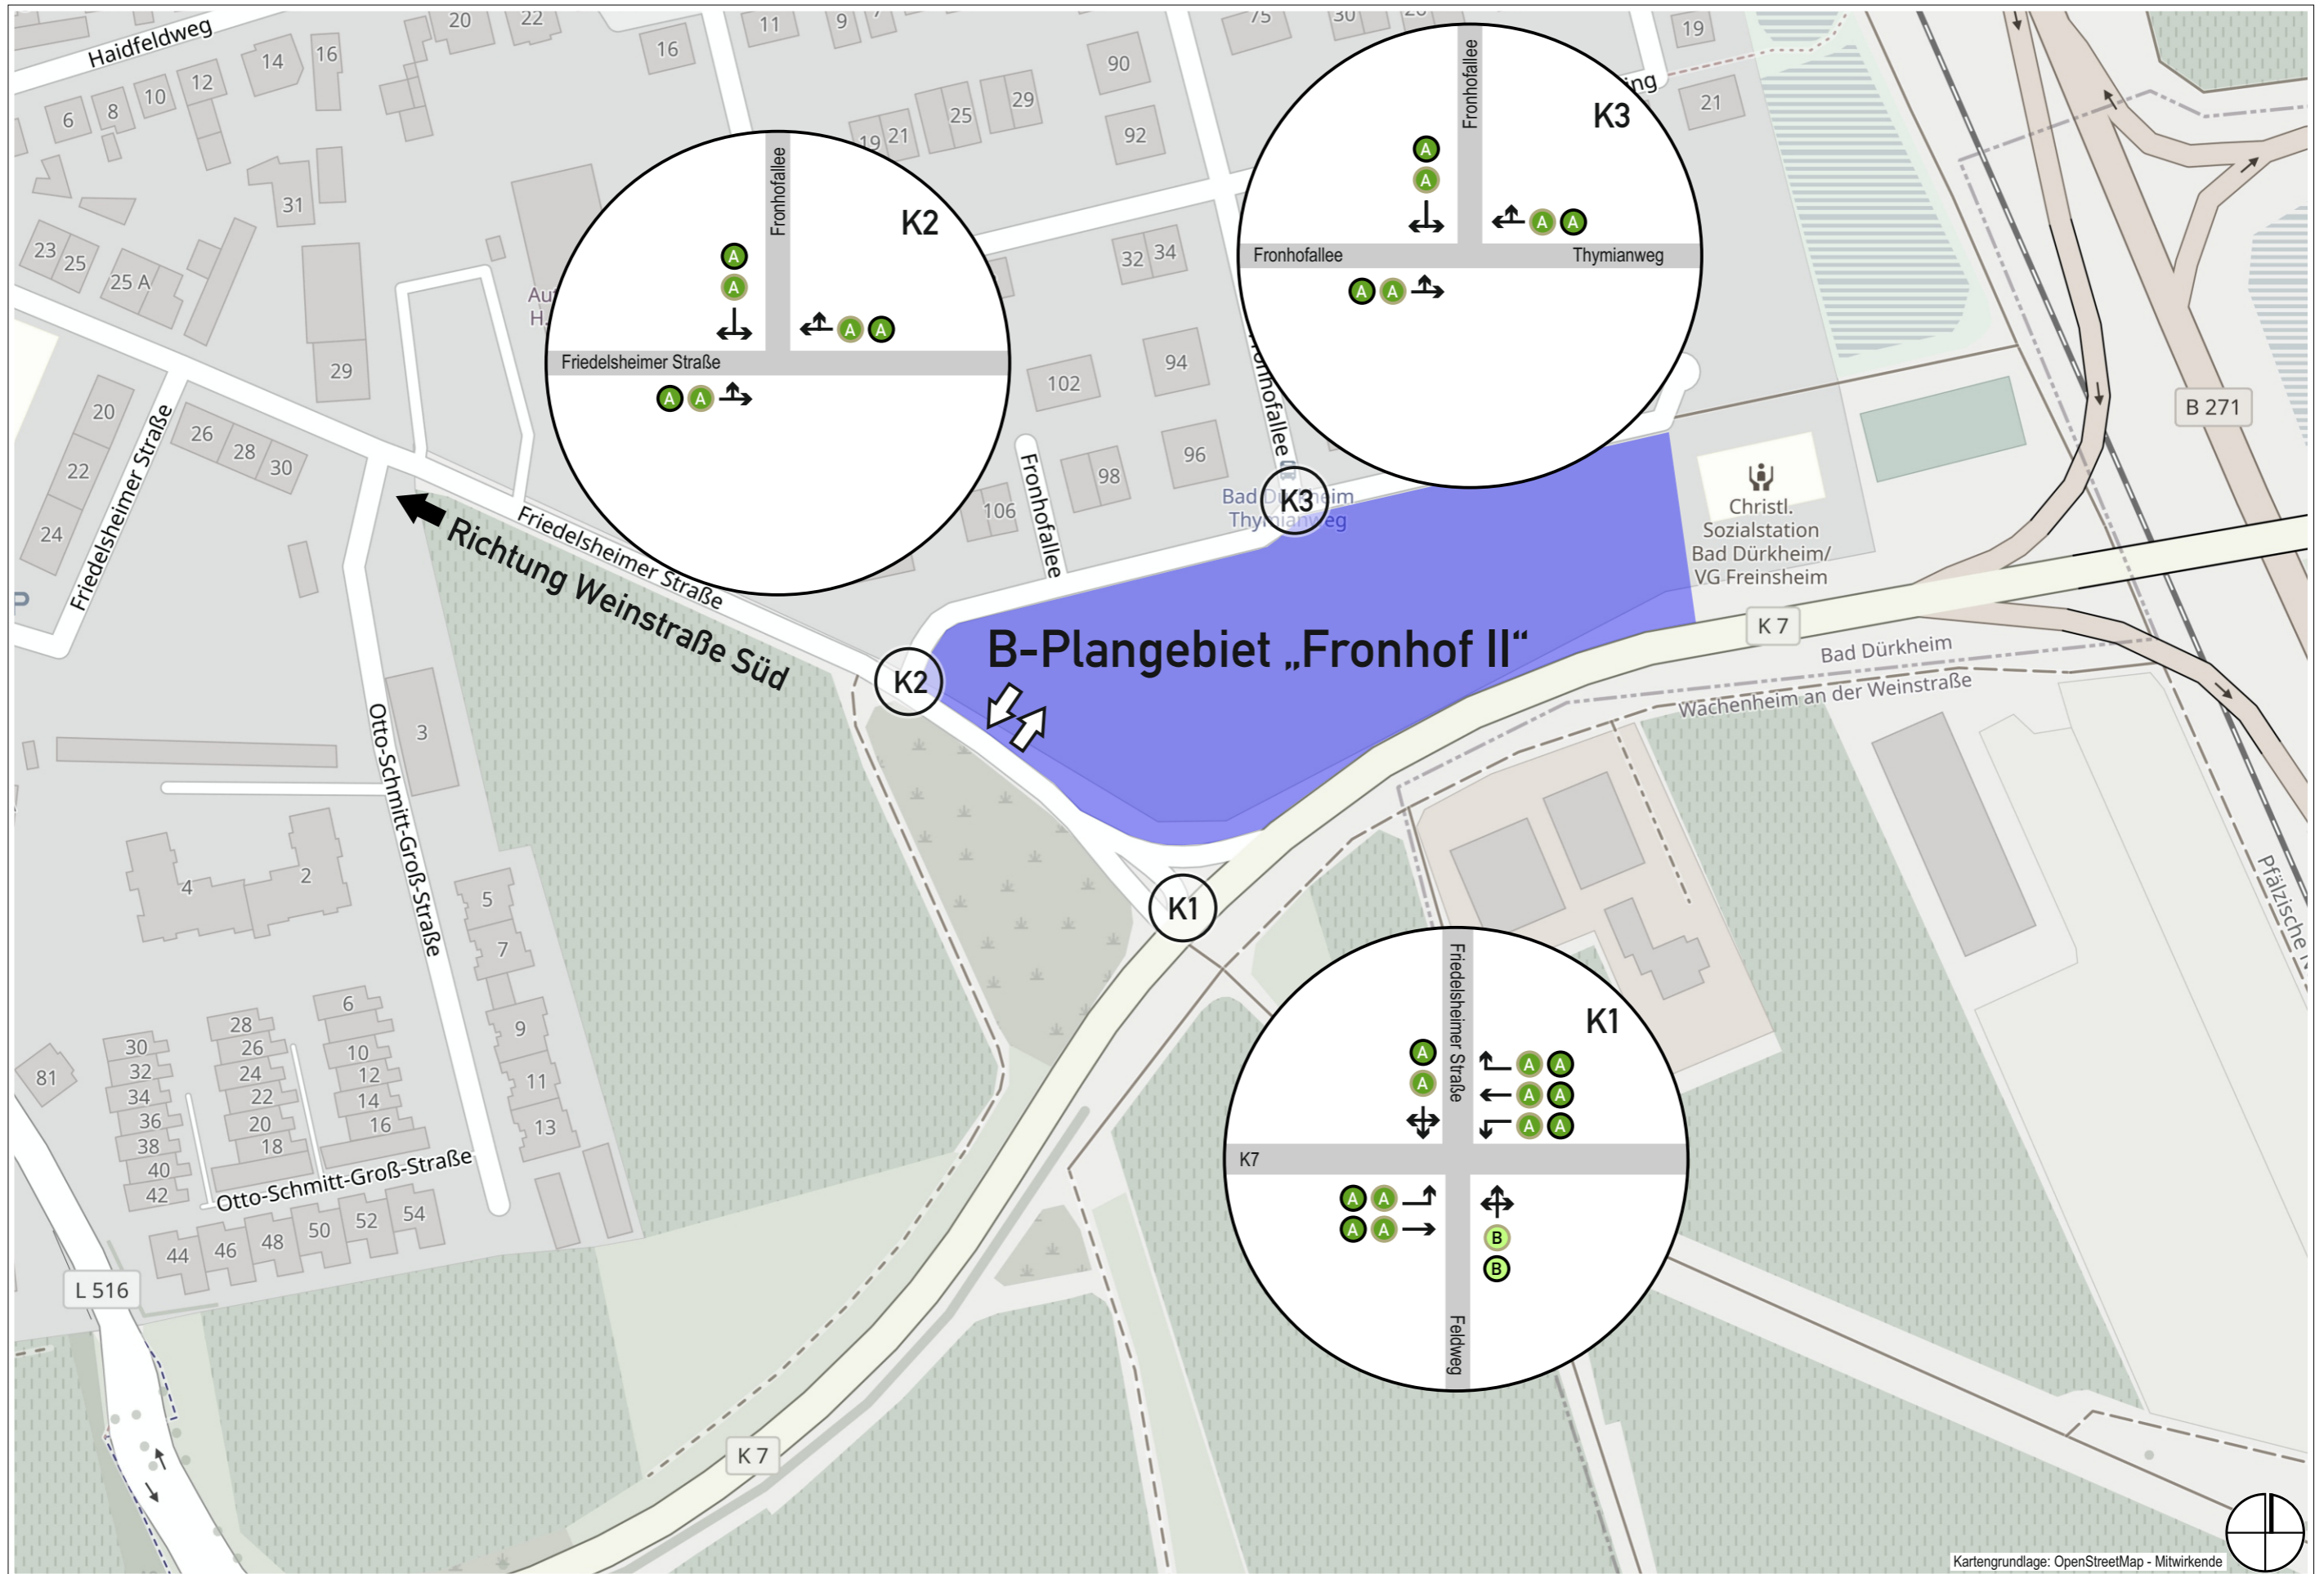 Haidfeldweg
20
22
11
9
75
30
19
6
8
10
12
14
16
16
90
92
19
21
25
29
21
ing
31
23
25
25 A
29
32
34
94
102
96
98
106
Au
H.
20
22
24
26
28
30
Friedelsheimer Straße
Friedelsheimer Straße
Richtung Weinstraße Süd
Fronhofallee
Fronhofallee
K2
Fronhofallee
A
A
A
A
Friedelsheimer Straße
A
A
K3
Fronhofallee
A
A
A
A
Fronhofallee
Thymianweg
A
A
Bad Dürkheim
Thymianweg
K3
K2
K1
B-Plangebiet „Fronhof II“
Christl.
Sozialstation
Bad Dürkheim/
VG Freinsheim
B 271
K 7
Bad Dürkheim
Wachenheim an der Weinstraße
Otto-Schmitt-Groß-Straße
3
4
2
5
7
9
11
13
6
10
12
14
16
28
26
24
22
20
18
30
32
34
36
38
40
42
81
Otto-Schmitt-Groß-Straße
44
46
48
50
52
54
L 516
K 7
K1
Friedelsheimer Straße
A
A
A
A
A
A
A
A
K7
A
A
A
A
B
B
Feldweg
Pfälzische
Kartengrundlage: OpenStreetMap - Mitwirkende